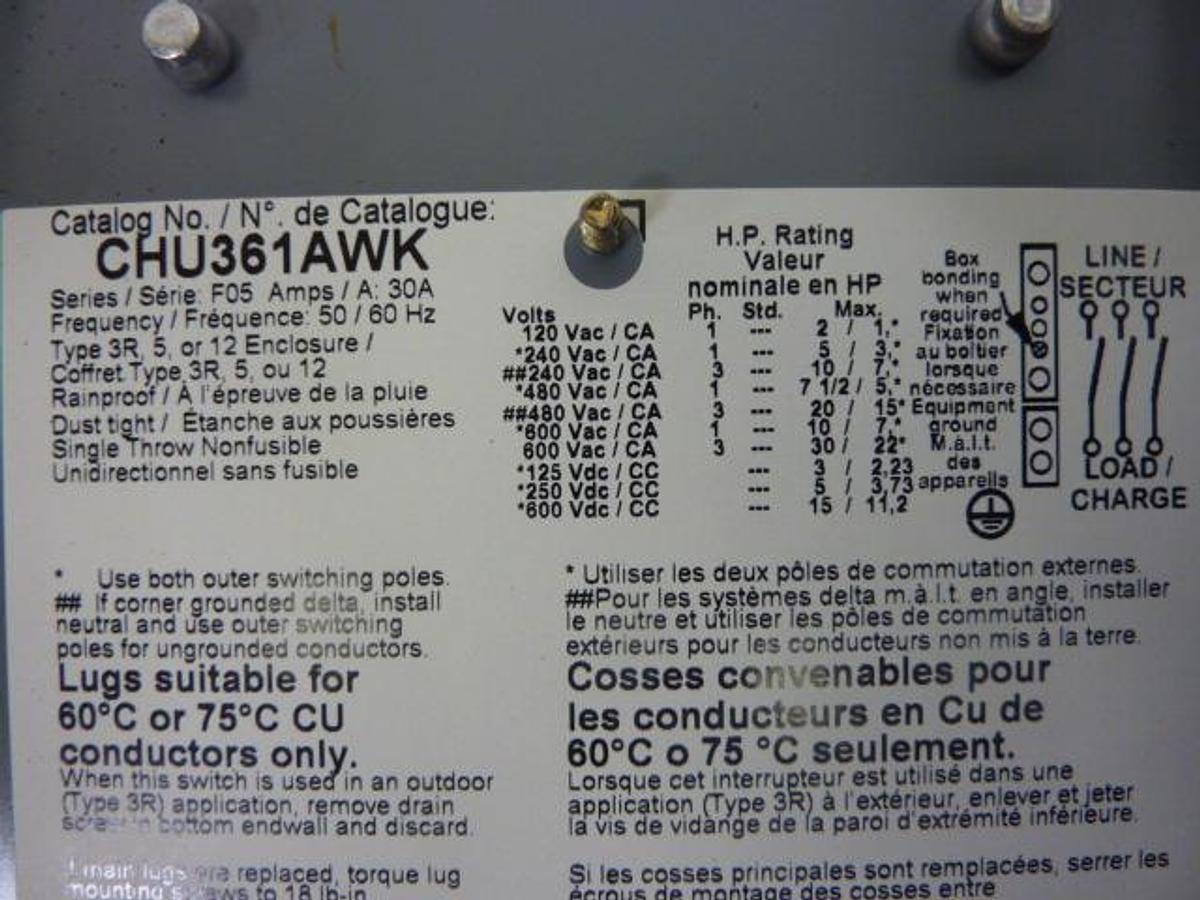 Catalog No. / N°. de Catalogue:
CHU361AWK
Series / Série: F05 Amps / A: 30A
Frequency / Fréquence: 50 / 60 Hz
Type 3R, 5, or 12 Enclosure /
Coffret Type 3R, 5, ou 12
Rainproof / À l'épreuve de la pluie
Dust tight / Étanche aux poussières
Single Throw Nonfusible
Unidirectionnel sans fusible
H.P. Rating
Valeur
nominale en HP
Volts Ph. Std. Max.
120 Vac / CA 1 --- 2 / 1,*
*240 Vac / CA 1 --- 5 / 3,*
##240 Vac / CA 3 --- 10 / 7,*
*480 Vac / CA 1 --- 7 1/2 / 5,*
##480 Vac / CA 3 --- 20 / 15*
*600 Vac / CA 1 --- 10 / 7,*
600 Vac / CA 3 --- 30 / 22*
*125 Vdc / CC --- 3 / 2,23
*250 Vdc / CC --- 5 / 3,73
*600 Vdc / CC --- 15 / 11,2
Box
bonding
when
required
Fixation
au boîtier
lorsque
nécessaire
Equipment
ground
M.a.l.t.
des
appareils
LINE /
SECTEUR
LOAD /
CHARGE
* Use both outer switching poles.
## If corner grounded delta, install
neutral and use outer switching
poles for ungrounded conductors.
Lugs suitable for
60°C or 75°C CU
conductors only.
When this switch is used in an outdoor
(Type 3R) application, remove drain
screw in bottom endwall and discard.
main lugs are replaced, torque lug
mounting screws to 18 lb-in
* Utiliser les deux pôles de commutation externes.
##Pour les systèmes delta m.à.l.t. en angle, installer
le neutre et utiliser les pôles de commutation
extérieurs pour les conducteurs non mis à la terre.
Cosses convenables pour
les conducteurs en Cu de
60°C o 75 °C seulement.
Lorsque cet interrupteur est utilisé dans une
application (Type 3R) à l'extérieur, enlever et jeter
la vis de vidange de la paroi d'extrémité inférieure.
Si les cosses principales sont remplacées, serrer les
écrous de montage des cosses entre